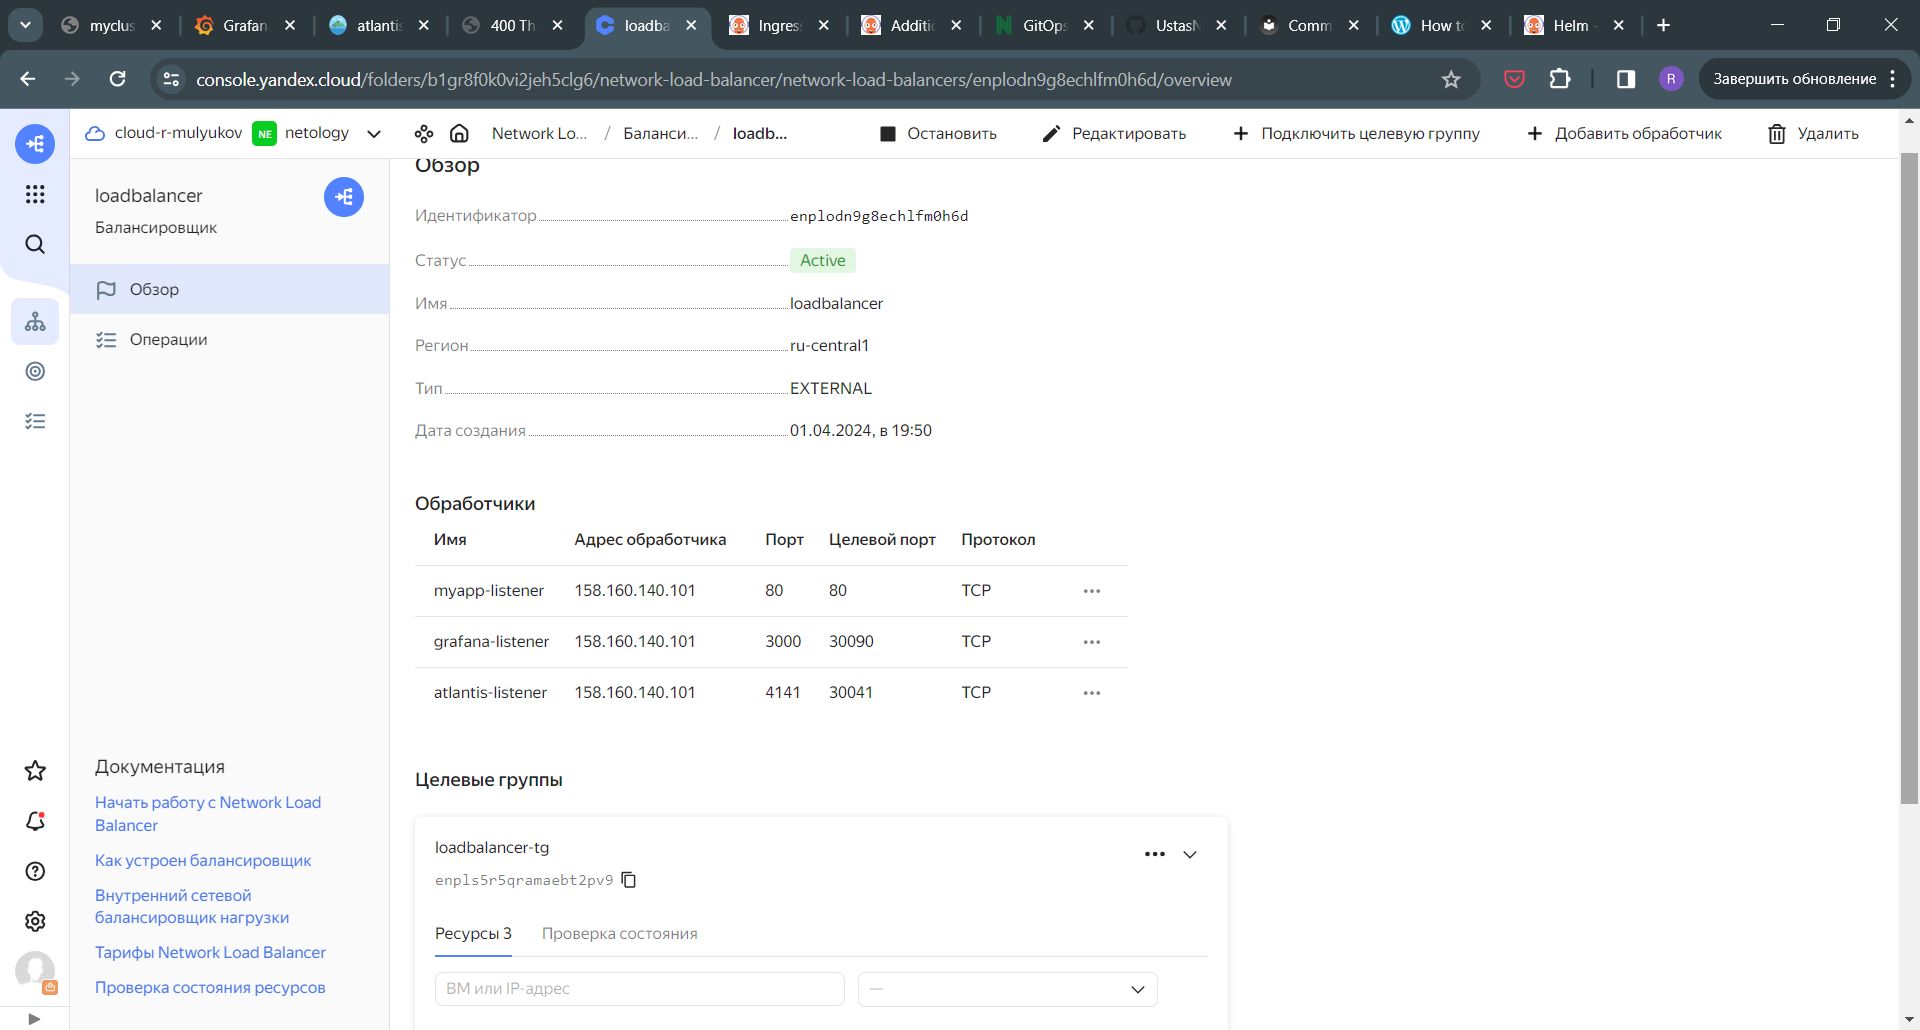 myclus
Grafan
atlantis
400 Th
loadba
Ingress
Additio
GitOps
UstasN
Comm
How to
Helm -
console.yandex.cloud/folders/b1gr8f0k0vi2jeh5clg6/network-load-balancer/network-load-balancers/enplodn9g8echlfm0h6d/overview
R
Завершить обновление
cloud-r-mulyukov
NE
netology
Network Lo... / Баланси... / loadb...
Остановить
Редактировать
Подключить целевую группу
Добавить обработчик
Удалить
loadbalancer
Балансировщик
Обзор
Операции
Документация
Начать работу с Network Load
Balancer
Как устроен балансировщик
Внутренний сетевой
балансировщик нагрузки
Тарифы Network Load Balancer
Проверка состояния ресурсов
Обзор
Идентификатор enplodn9g8echlfm0h6d
Статус Active
Имя loadbalancer
Регион ru-central1
Тип EXTERNAL
Дата создания 01.04.2024, в 19:50
Обработчики
Имя Адрес обработчика Порт Целевой порт Протокол
myapp-listener 158.160.140.101 80 80 TCP
grafana-listener 158.160.140.101 3000 30090 TCP
atlantis-listener 158.160.140.101 4141 30041 TCP
Целевые группы
loadbalancer-tg
enpls5r5qramaebt2pv9
Ресурсы 3 Проверка состояния
ВМ или IP-адрес —